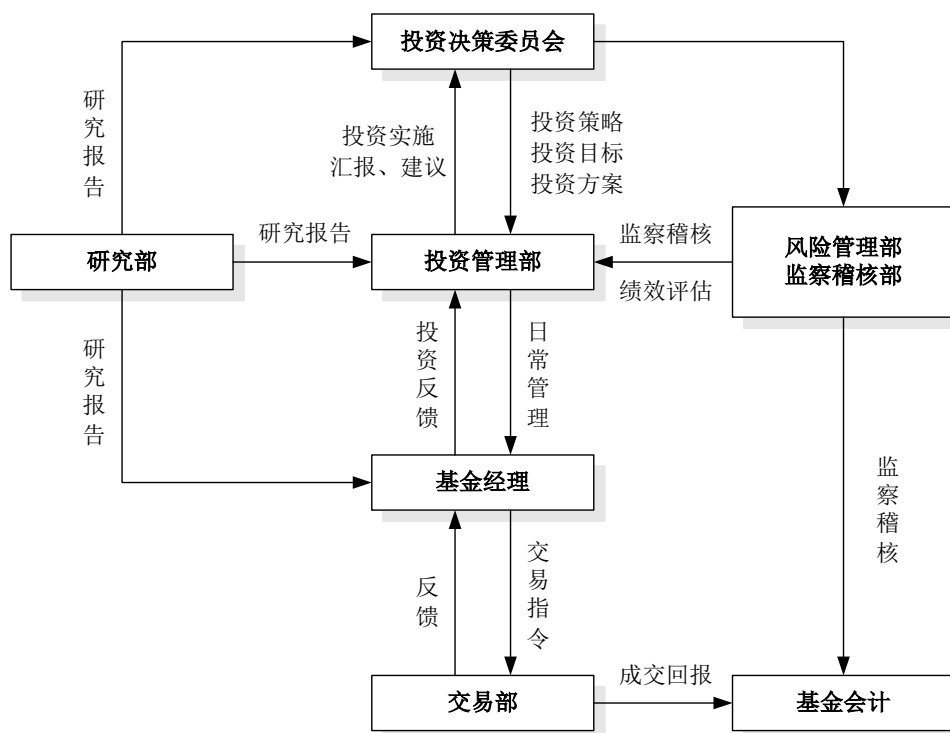 投资决策委员会
研究报告
投资实施
汇报、建议
投资策略
投资目标
投资方案
研究部
研究报告
投资管理部
监察稽核
绩效评估
风险管理部
监察稽核部
研究报告
投资反馈
日常管理
基金经理
监察稽核
反馈
交易指令
交易部
成交回报
基金会计